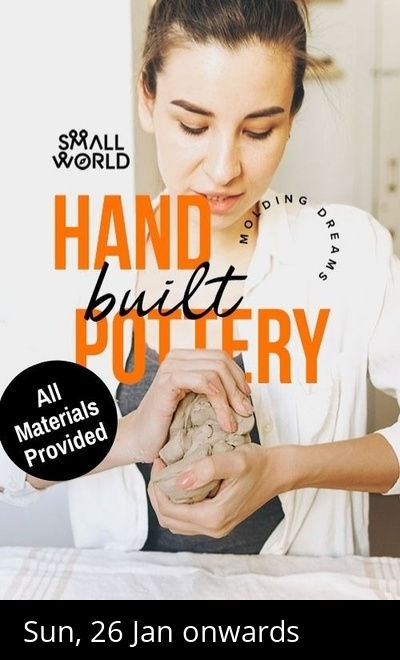 SMALL
WORLD
HAND
built
POTTERY
MOLDING DREAMS
All
Materials
Provided
Sun, 26 Jan onwards